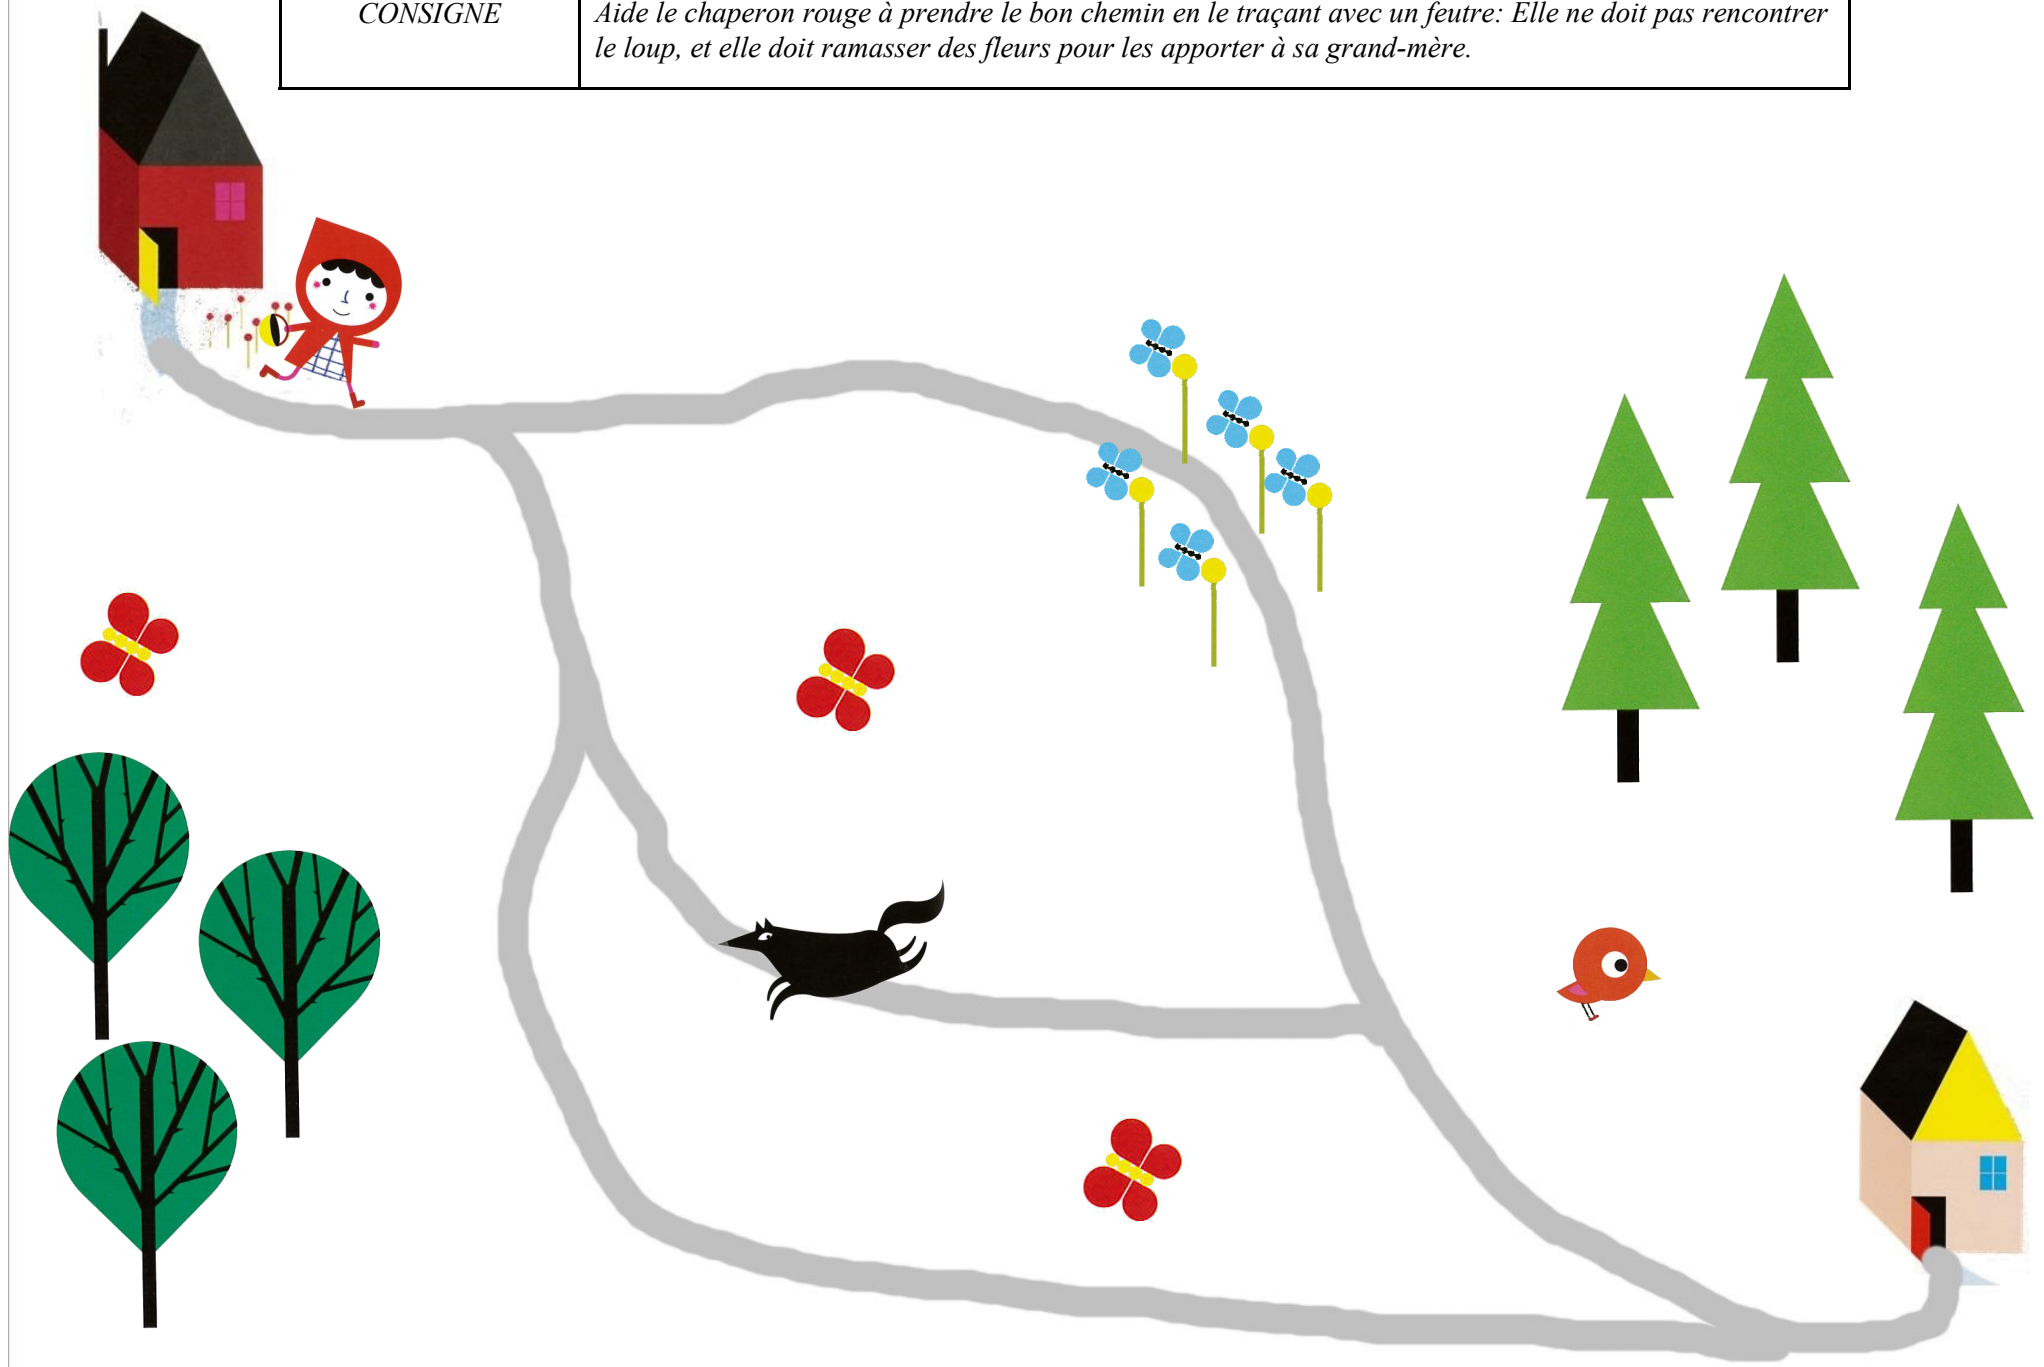 CONSIGNE
Aide le chaperon rouge à prendre le bon chemin en le traçant avec un feutre: Elle ne doit pas rencontrer
le loup, et elle doit ramasser des fleurs pour les apporter à sa grand-mère.